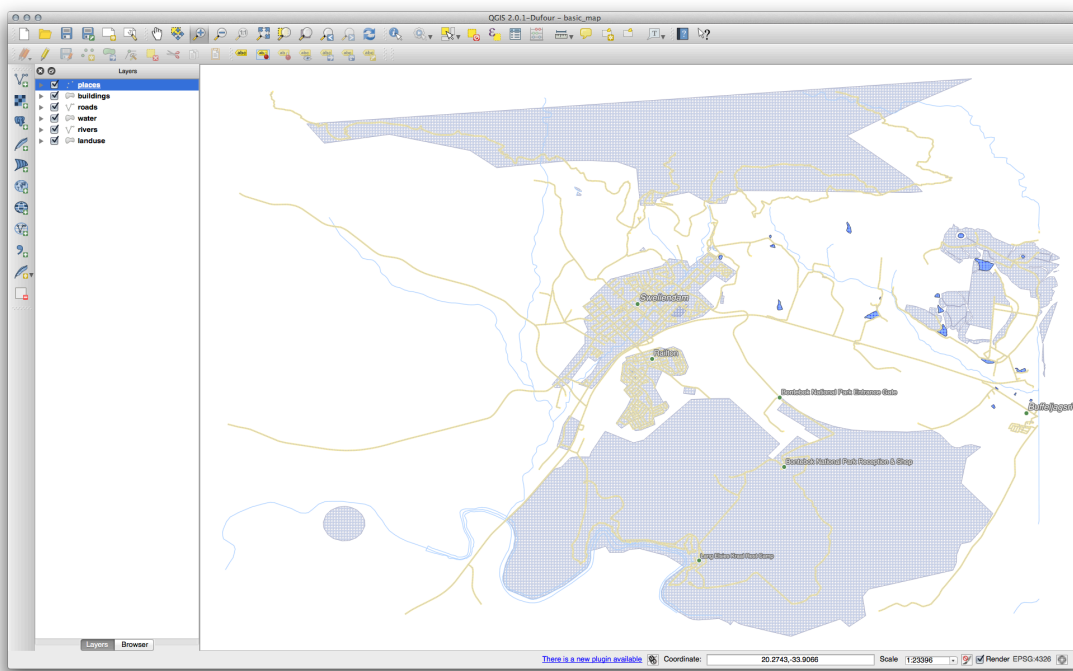 QGIS 2.0.1-Dufour - basic_map
Layers
places
buildings
roads
water
rivers
landuse
Swellendam
Railton
Bontebok National Park Entrance Gate
Bontebok National Park Reception & Shop
Lang Elsies Kraal Rest Camp
Layers
Browser
There is a new plugin available
Coordinate:
20.2743,-33.9066
Scale
1:23396
Render
EPSG:4326